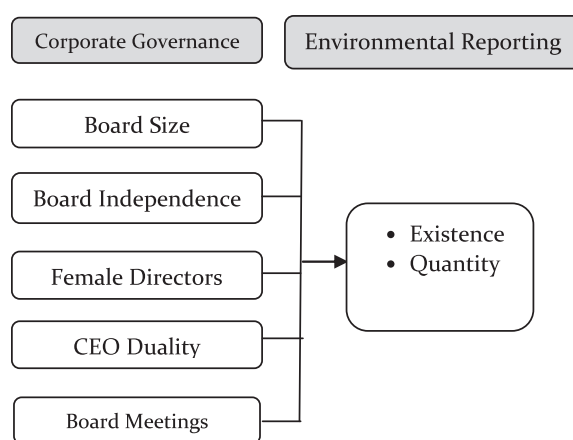 Corporate Governance
Environmental Reporting
Board Size
Board Independence
Female Directors
CEO Duality
Board Meetings
• Existence
• Quantity